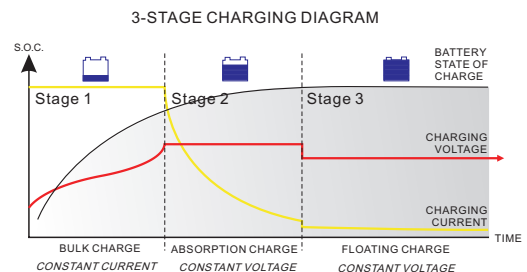 3-STAGE CHARGING DIAGRAM
S.O.C.
BATTERY
STATE OF
CHARGE
Stage 1
Stage 2
Stage 3
CHARGING
VOLTAGE
CHARGING
CURRENT
TIME
BULK CHARGE
CONSTANT CURRENT
ABSORPTION CHARGE
CONSTANT VOLTAGE
FLOATING CHARGE
CONSTANT VOLTAGE